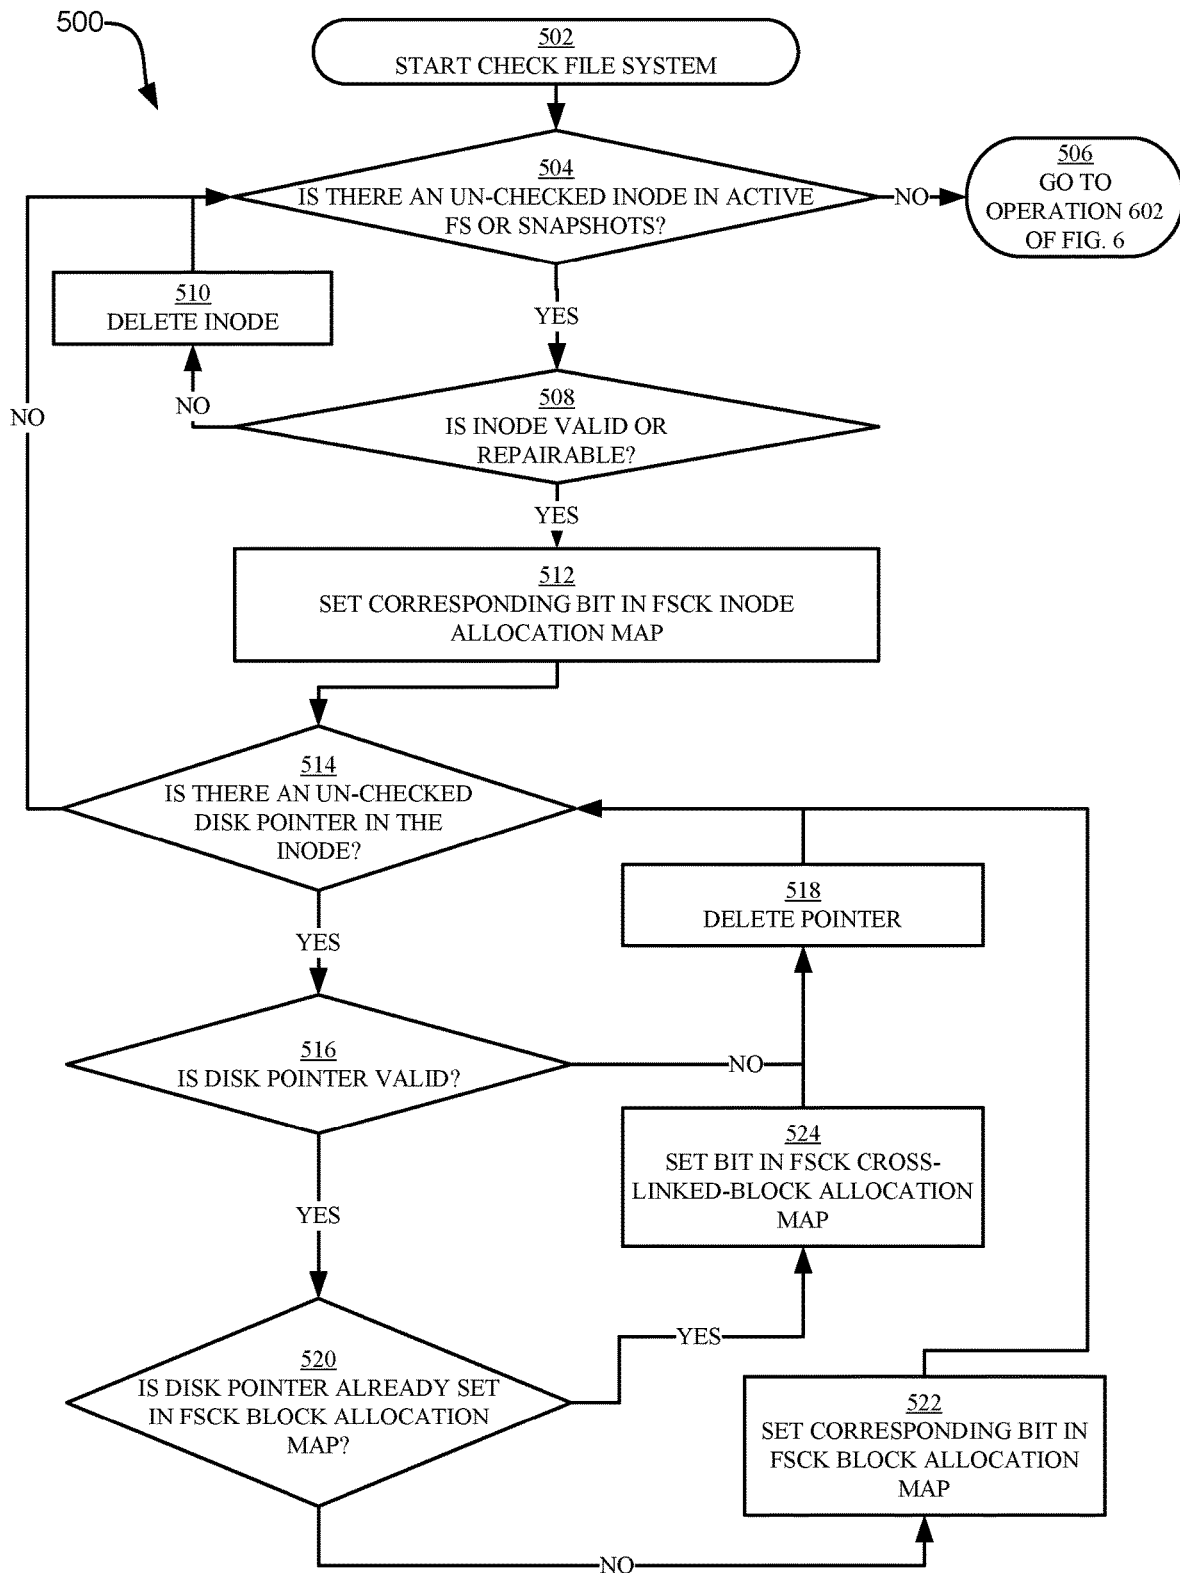 500
502
START CHECK FILE SYSTEM
504
IS THERE AN UN-CHECKED INODE IN ACTIVE
FS OR SNAPSHOTS?
NO
506
GO TO
OPERATION 602
OF FIG. 6
510
DELETE INODE
YES
NO
NO
508
IS INODE VALID OR
REPAIRABLE?
YES
512
SET CORRESPONDING BIT IN FSCK INODE
ALLOCATION MAP
514
IS THERE AN UN-CHECKED
DISK POINTER IN THE
INODE?
518
DELETE POINTER
YES
516
IS DISK POINTER VALID?
NO
524
SET BIT IN FSCK CROSS-
LINKED-BLOCK ALLOCATION
MAP
YES
520
IS DISK POINTER ALREADY SET
IN FSCK BLOCK ALLOCATION
MAP?
YES
522
SET CORRESPONDING BIT IN
FSCK BLOCK ALLOCATION
MAP
NO